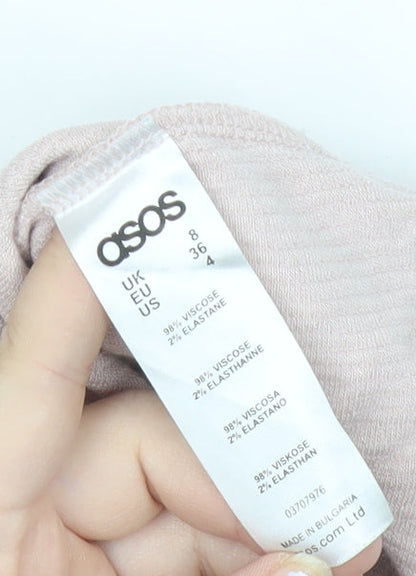 asos
UK 8
EU 36
US 4
98% VISCOSE
2% ELASTANE
98% VISCOSE
2% ELASTHANNE
98% VISCOSA
2% ELASTANO
98% VISKOSE
2% ELASTHAN
03707976
MADE IN BULGARIA
os.com Ltd